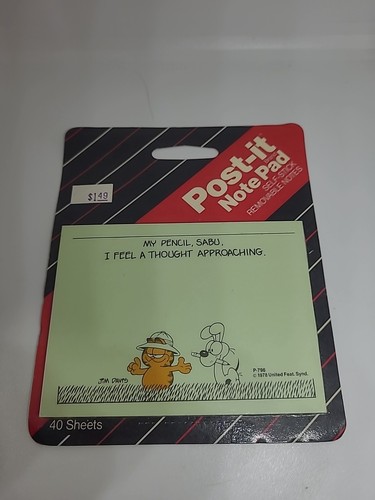 Post-it
Note Pad
SELF-STICK
REMOVABLE NOTES
$1.49
MY PENCIL, SABU,
I FEEL A THOUGHT APPROACHING.
JIM DAVIS
P-796
© 1978 United Feat. Synd.
40 Sheets